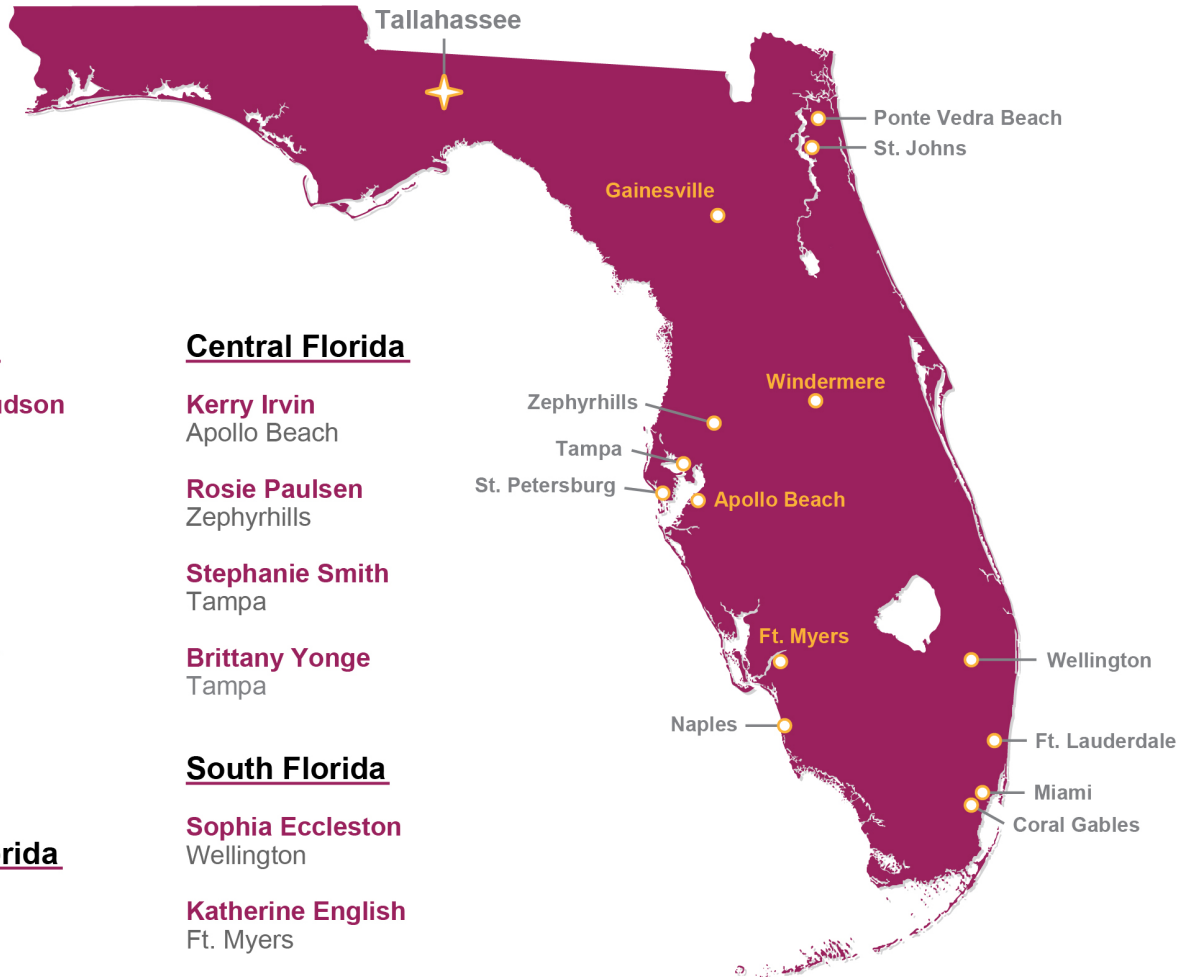 Tallahassee
Ponte Vedra Beach
St. Johns
Gainesville
Windermere
Zephyrhills
Tampa
St. Petersburg
Apollo Beach
Ft. Myers
Wellington
Naples
Ft. Lauderdale
Miami
Coral Gables
Central Florida
Kerry Irvin
Apollo Beach
Rosie Paulsen
Zephyrhills
Stephanie Smith
Tampa
Brittany Yonge
Tampa
South Florida
Sophia Eccleston
Wellington
Katherine English
Ft. Myers